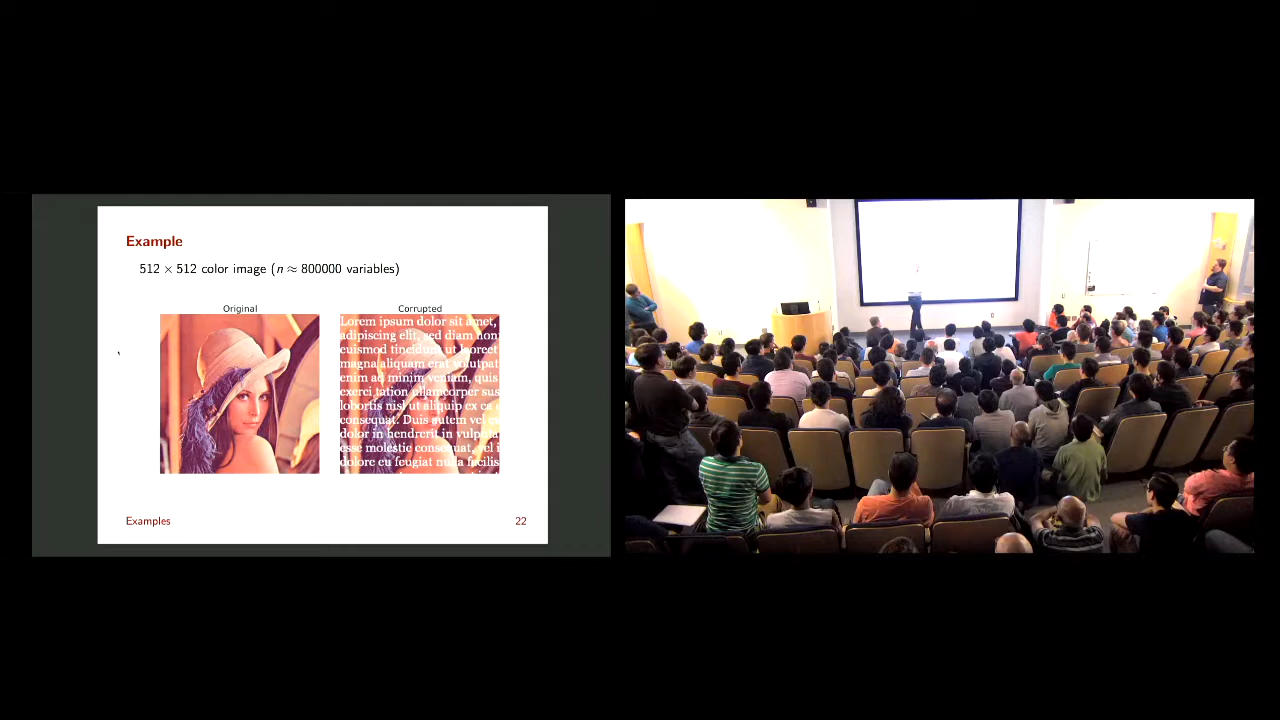 Example
512 × 512 color image (n ≈ 800000 variables)
Original
Corrupted
Lorem ipsum dolor sit amet,
adipiscing elit, sed diam non
euismod tincidunt ut laoreet
magna aliquam erat volutpat
enim ad minim veniam, quis
exerci tation ullamcorper sus
lobortis nisl ut aliquip ex ea
consequat. Duis autem vel eu
dolor in hendrerit in vulputa
esse molestie consequat, vel i
dolore eu feugiat nulla facilis
Examples
22